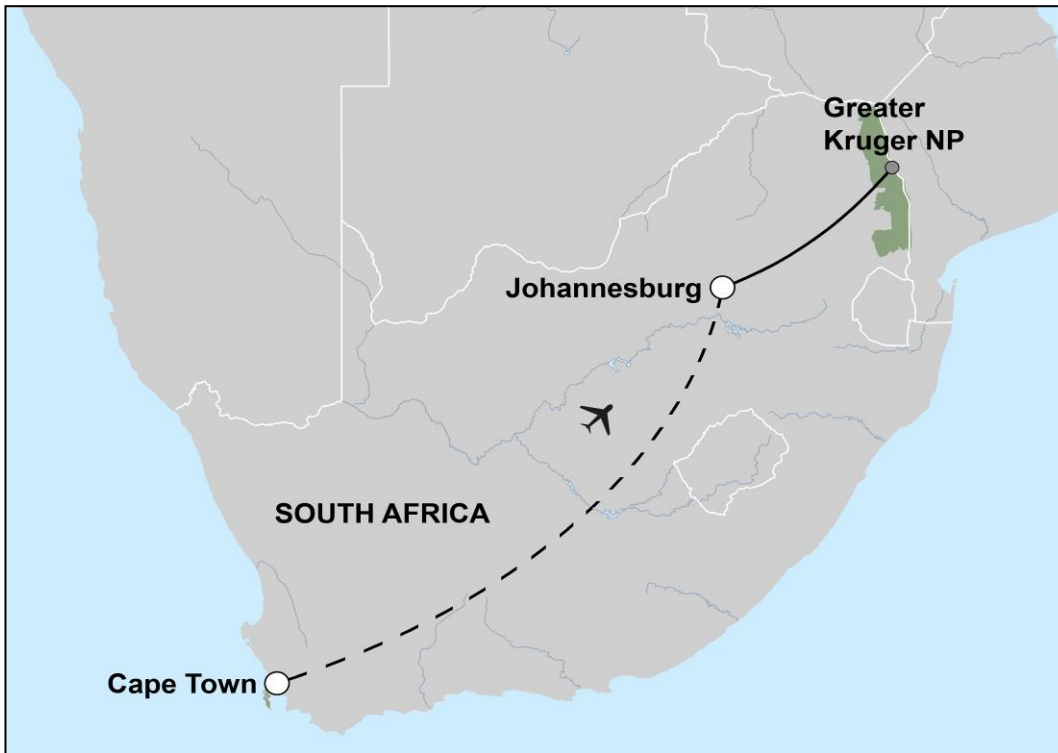 Greater
Kruger NP
Johannesburg
SOUTH AFRICA
Cape Town